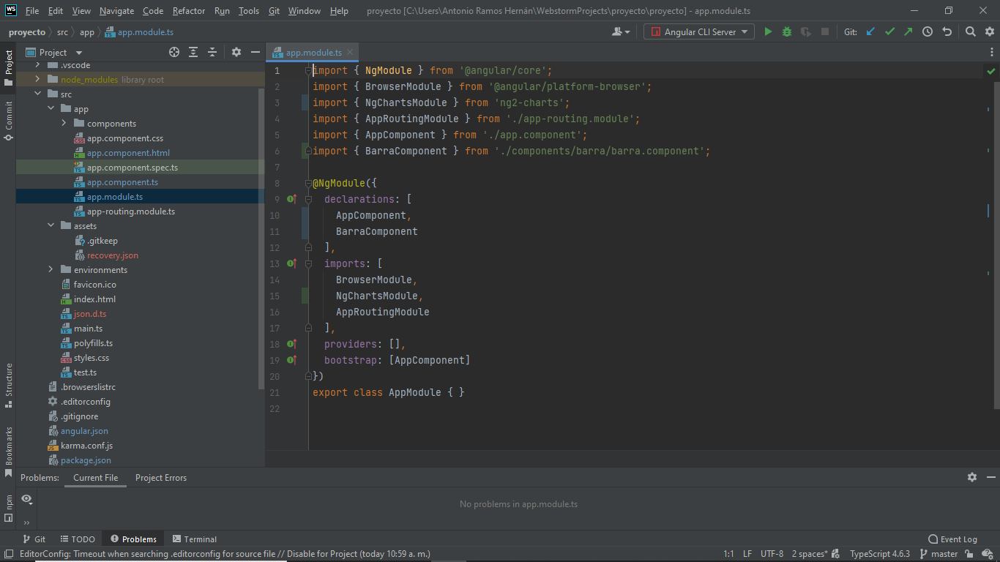 WS File Edit View Navigate Code Refactor Run Tools Git Window Help proyecto [C:\Users\Antonio Ramos Hernán\WebstormProjects\proyecto\proyecto] - app.module.ts
proyecto src app app.module.ts Angular CLI Server Git:
Project
app.module.ts
.vscode
node_modules library root
src
app
components
app.component.css
app.component.html
app.component.spec.ts
app.component.ts
app.module.ts
app-routing.module.ts
assets
.gitkeep
recovery.json
environments
favicon.ico
index.html
json.d.ts
main.ts
polyfills.ts
styles.css
test.ts
.browserslistrc
.editorconfig
.gitignore
angular.json
karma.conf.js
package.json
Project
Commit
Structure
Bookmarks
npm
1 import { NgModule } from '@angular/core';
2 import { BrowserModule } from '@angular/platform-browser';
3 import { NgChartsModule } from 'ng2-charts';
4 import { AppRoutingModule } from './app-routing.module';
5 import { AppComponent } from './app.component';
6 import { BarraComponent } from './components/barra/barra.component';
7
8 @NgModule({
9 declarations: [
10 AppComponent,
11 BarraComponent
12 ],
13 imports: [
14 BrowserModule,
15 NgChartsModule,
16 AppRoutingModule
17 ],
18 providers: [],
19 bootstrap: [AppComponent]
20 })
21 export class AppModule { }
22
Problems: Current File Project Errors
No problems in app.module.ts
Git TODO Problems Terminal Event Log
EditorConfig: Timeout when searching .editorconfig for source file // Disable for Project (today 10:59 a. m.) 1:1 LF UTF-8 2 spaces* TypeScript 4.6.3 master